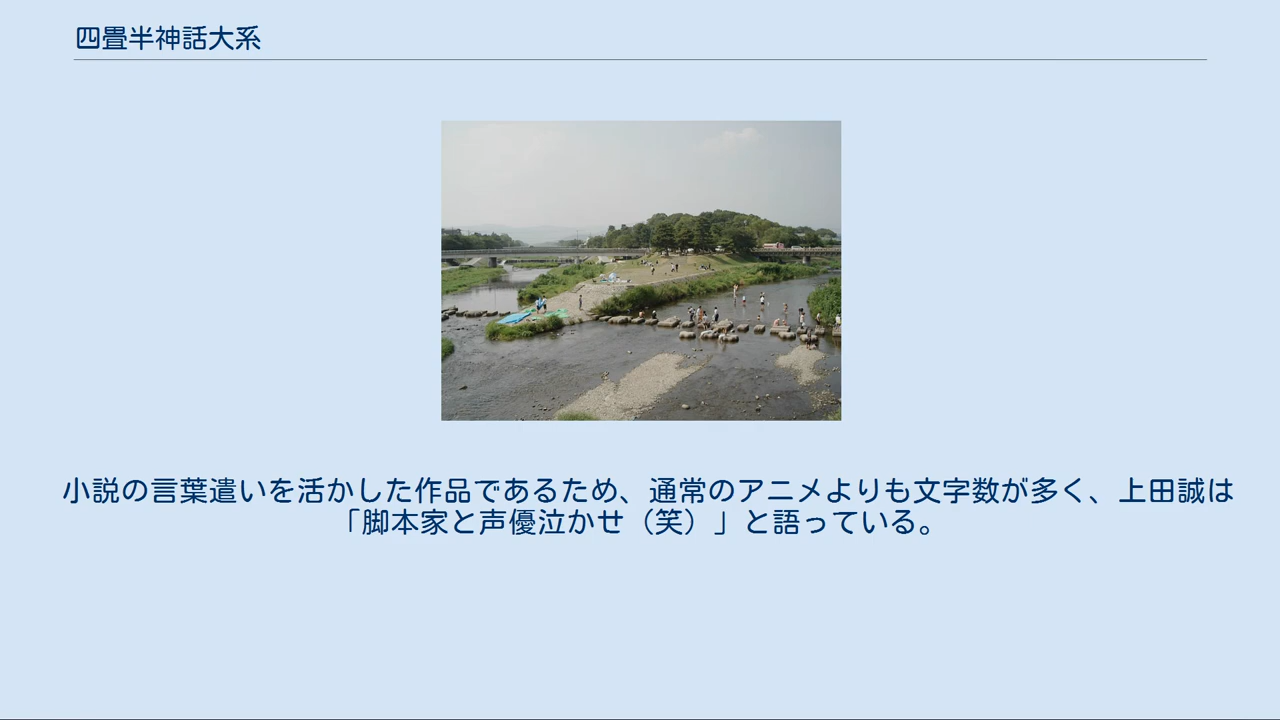 四畳半神話大系
小説の言葉遣いを活かした作品であるため、通常のアニメよりも文字数が多く、上田誠は
「脚本家と声優泣かせ（笑）」と語っている。